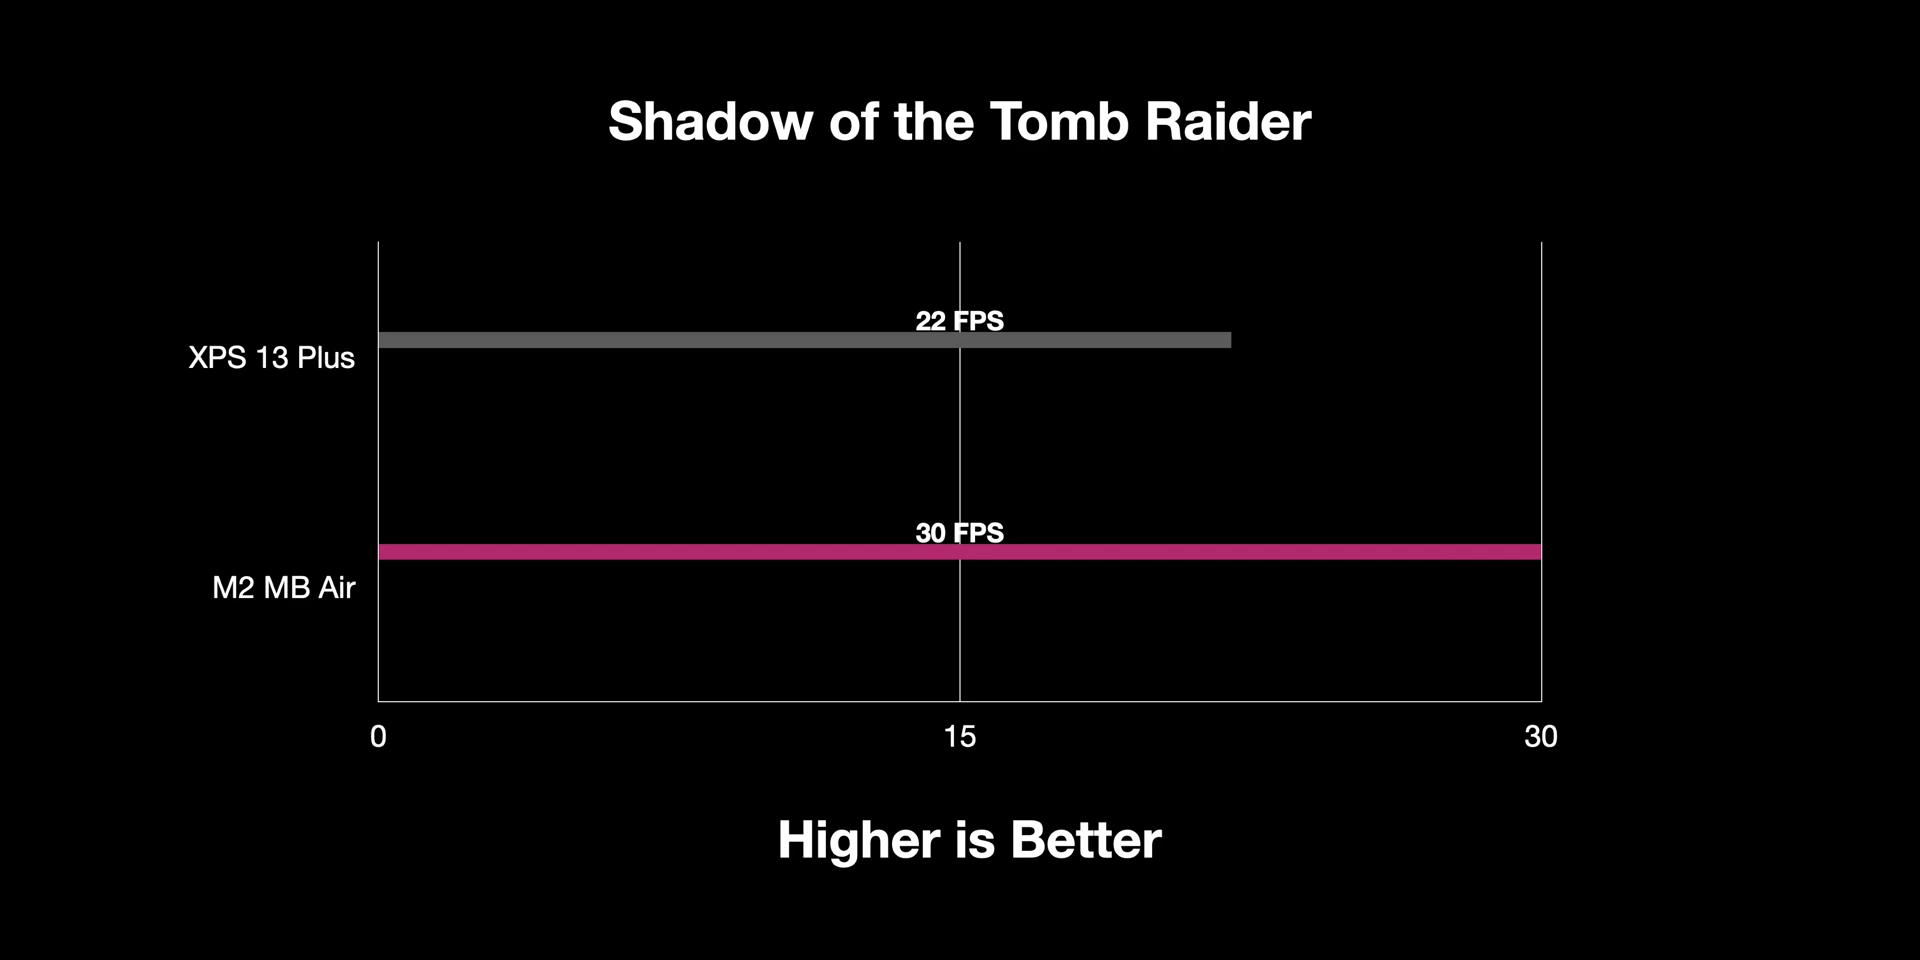 Shadow of the Tomb Raider
22 FPS
XPS 13 Plus
30 FPS
M2 MB Air
0 15 30
Higher is Better